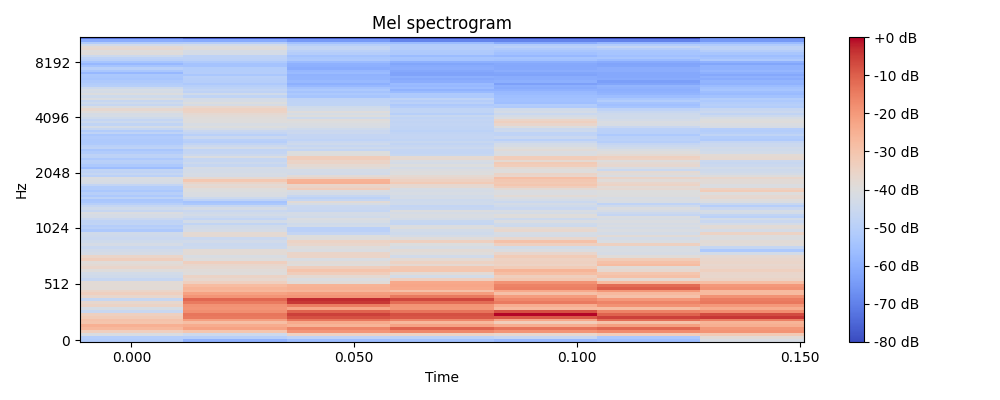 Mel spectrogram
Hz
8192
4096
2048
1024
512
0
0.000
0.050
0.100
0.150
Time
+0 dB
-10 dB
-20 dB
-30 dB
-40 dB
-50 dB
-60 dB
-70 dB
-80 dB